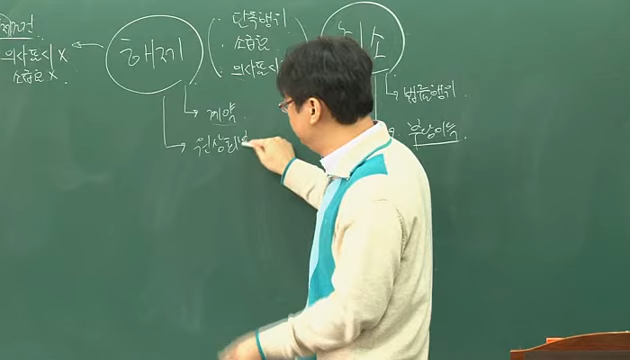 의사표시 X
소급효 X
해제
단독행위
소급효
의사표시
취소
계약
원상회복
법률행위
부당이득